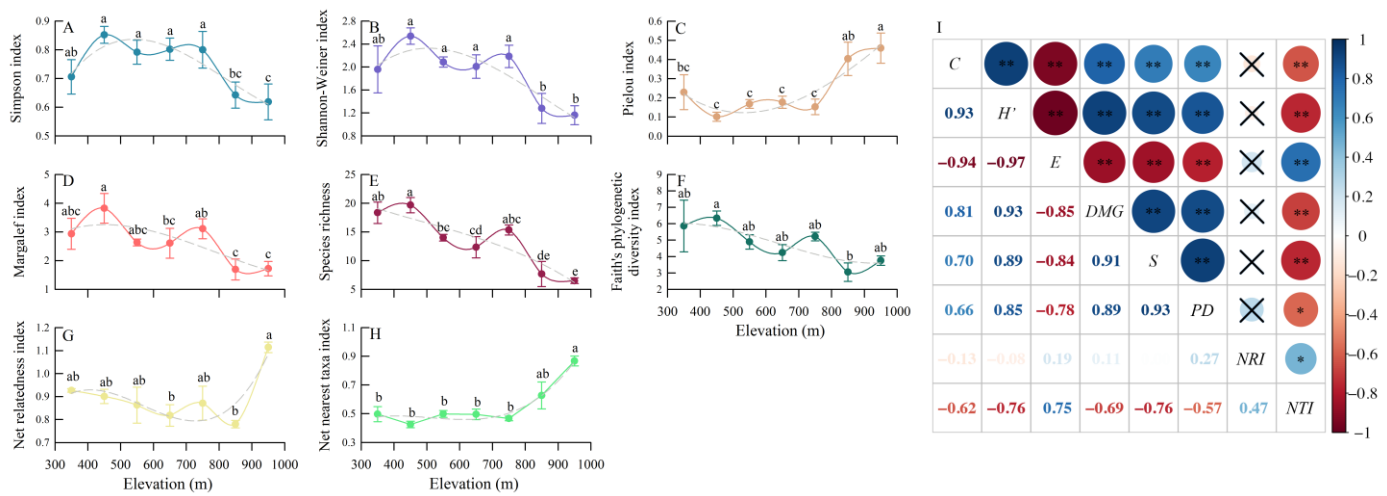 A
Simpson index
0.9
0.8
0.7
0.6
0.5
ab
a
a
a
a
bc
c
B
Shannon-Wener index
2.8
2.4
2.0
1.6
1.2
0.8
ab
a
a
a
a
b
b
C
Pielou index
0.6
0.5
0.4
0.3
0.2
0.1
0.0
bc
c
c
c
c
ab
a
D
Margalef index
5
4
3
2
1
abc
a
abc
bc
ab
c
c
E
Species richness
25
20
15
10
5
ab
a
bc
cd
abc
de
e
F
Faith's phylogenetic
diversity index
9
8
7
6
5
4
3
2
ab
a
ab
ab
ab
b
ab
300 400 500 600 700 800 900 1000
Elevation (m)
G
Net relatedness index
1.2
1.1
1.0
0.9
0.8
0.7
ab
ab
ab
b
ab
b
a
300 400 500 600 700 800 900 1000
Elevation (m)
H
Net nearest taxa index
1.1
0.9
0.7
0.5
0.3
b
b
b
b
b
ab
a
300 400 500 600 700 800 900 1000
Elevation (m)
I
C ** ** ** ** ** **
0.93 H' ** ** ** ** **
−0.94 −0.97 E ** ** ** **
0.81 0.93 −0.85 DMG ** ** **
0.70 0.89 −0.84 0.91 S ** **
0.66 0.85 −0.78 0.89 0.93 PD *
−0.13 −0.08 0.19 0.11 0.27 NRI *
−0.62 −0.76 0.75 −0.69 −0.76 −0.57 0.47 NTI
1
0.8
0.6
0.4
0.2
0
−0.2
−0.4
−0.6
−0.8
−1